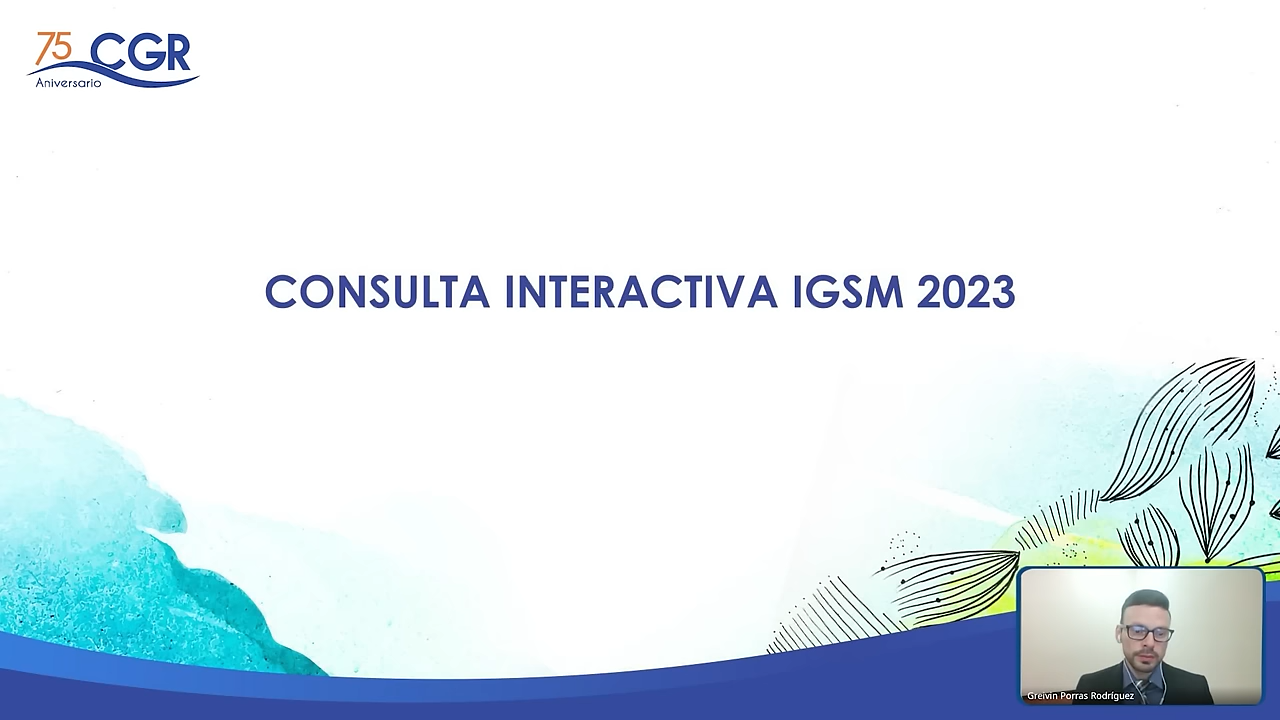 75 CGR
Aniversario
CONSULTA INTERACTIVA IGSM 2023
Greivin Porras Rodríguez